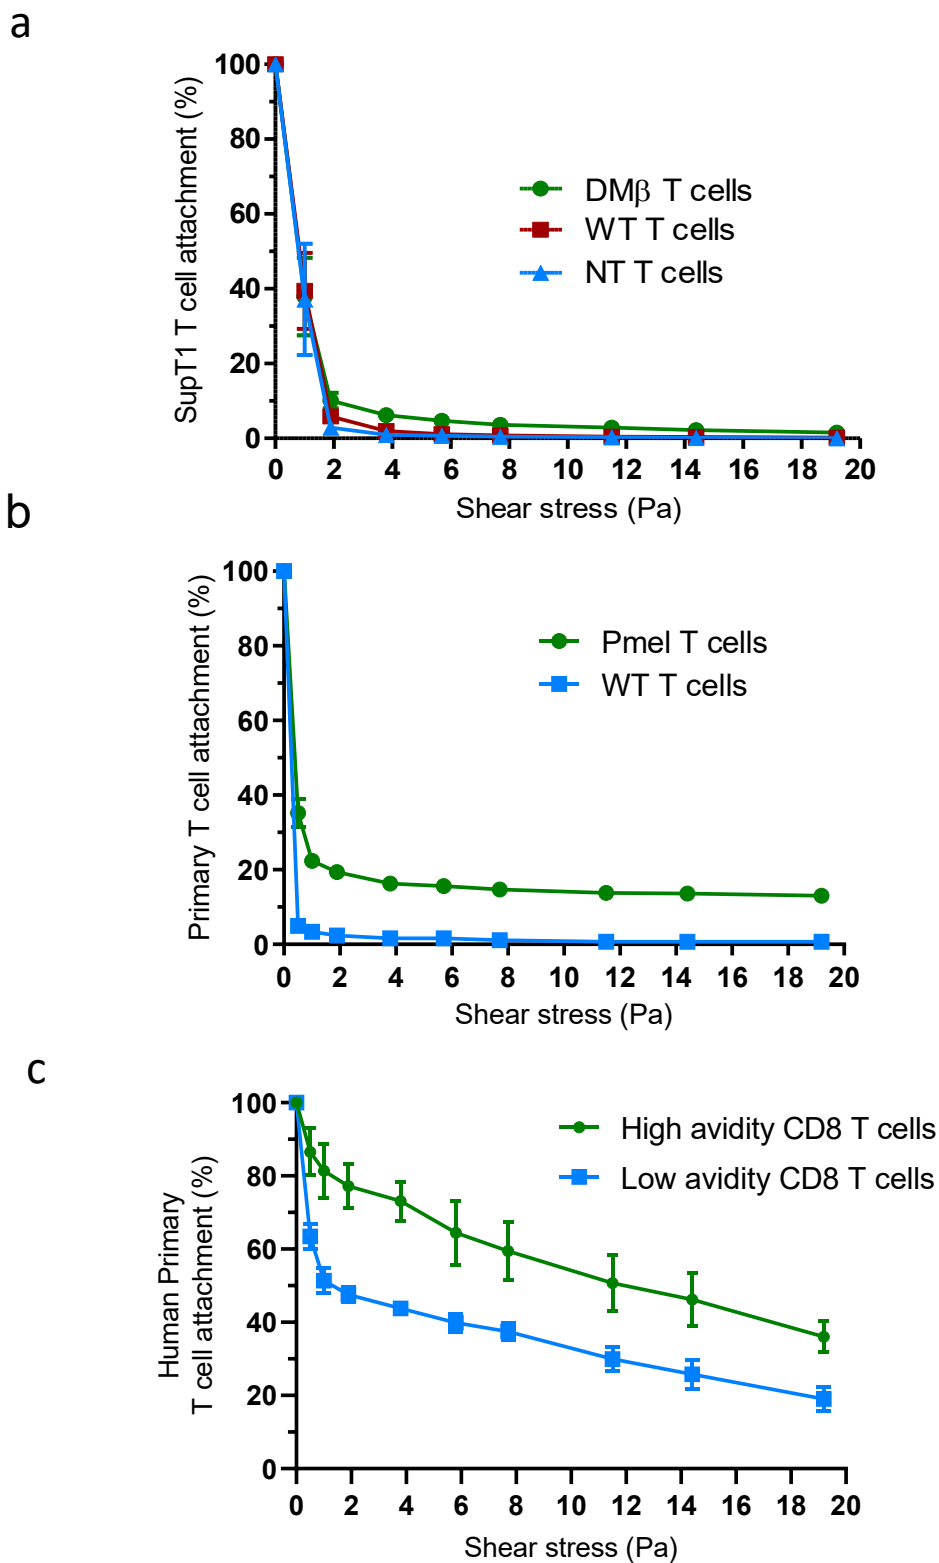 a
SupT1 T cell attachment (%)
100
80
60
40
20
0
DMβ T cells
WT T cells
NT T cells
0 2 4 6 8 10 12 14 16 18 20
Shear stress (Pa)
b
Primary T cell attachment (%)
100
80
60
40
20
0
Pmel T cells
WT T cells
0 2 4 6 8 10 12 14 16 18 20
Shear stress (Pa)
c
Human Primary
T cell attachment (%)
100
80
60
40
20
0
High avidity CD8 T cells
Low avidity CD8 T cells
0 2 4 6 8 10 12 14 16 18 20
Shear stress (Pa)